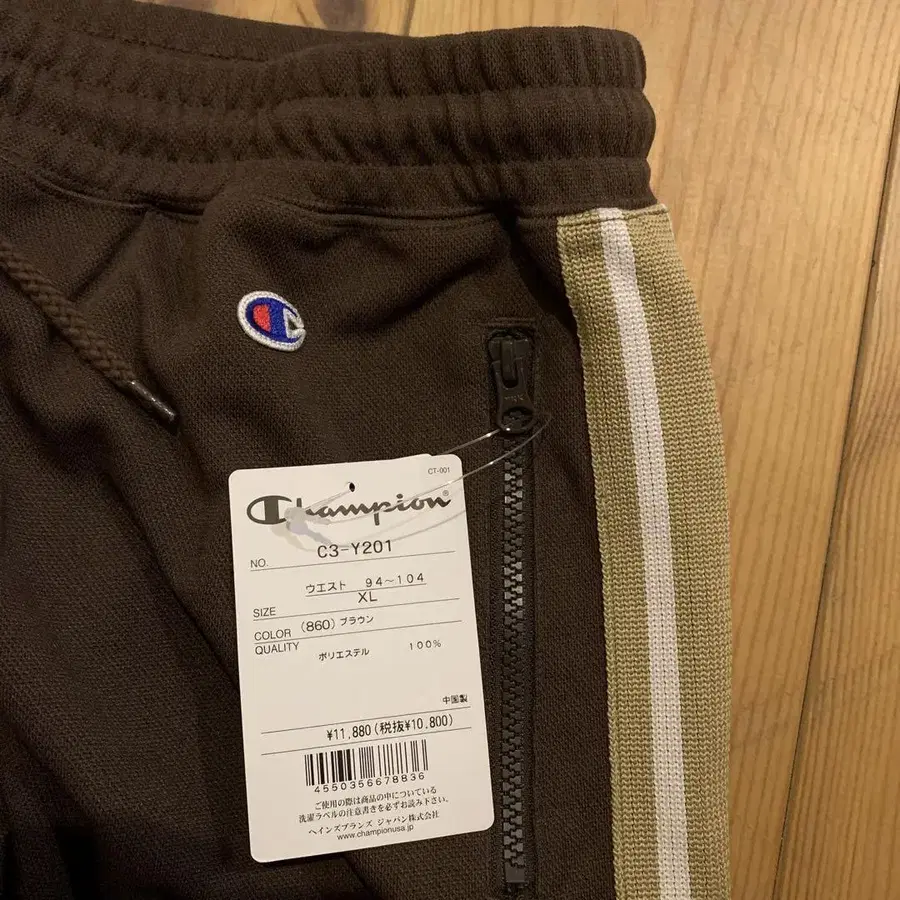 CT-001
Champion®
NO. C3-Y201
ウエスト 94～104
SIZE XL
COLOR (860) ブラウン
QUALITY
ポリエステル 100%
中国製
¥11,880(税抜¥10,800)
4550356678836
ご使用の際は商品の中についている
洗濯ラベルの注意書きを必ずお読み下さい。
ヘインズブランズ ジャパン株式会社
www.championusa.jp